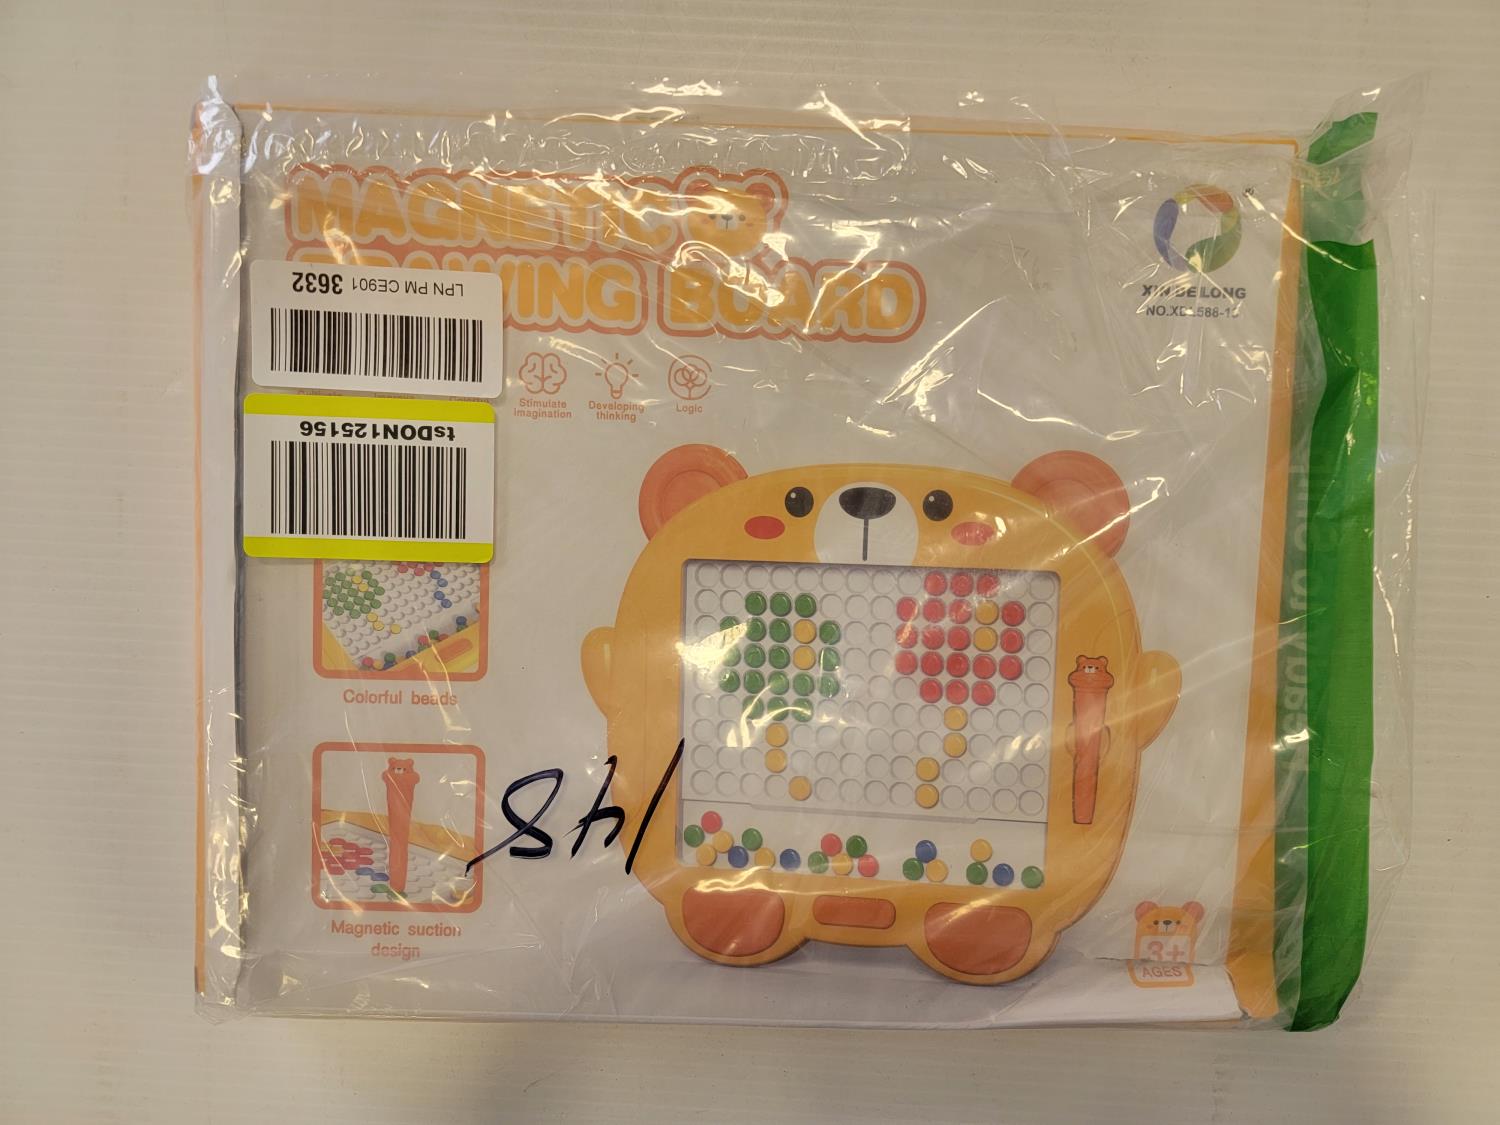 MAGNETIC
DRAWING BOARD
XIN DE LONG
LPN PM CE901 3632
tsDON125156
Stimulate
imagination
Developing
thinking
Logic
Colorful beads
Magnetic suction
design
148
3+
AGES